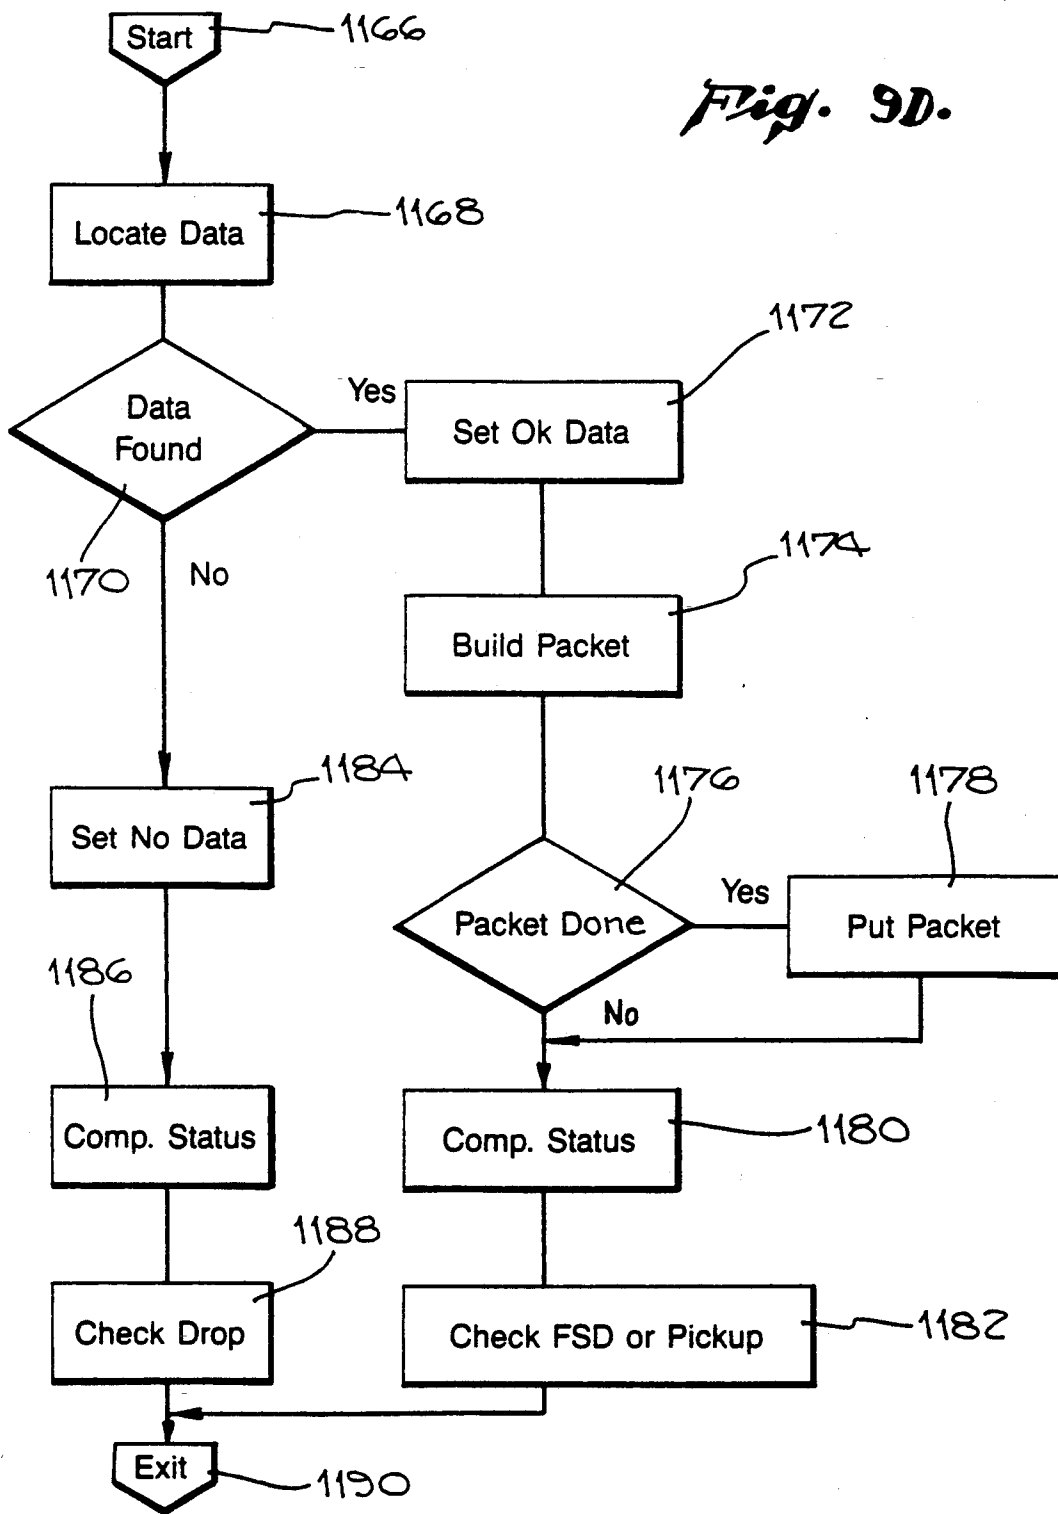 Start
1166
Fig. 9D.
Locate Data
1168
1172
Data
Found
Yes
Set Ok Data
1170
No
1174
Build Packet
1184
Set No Data
1176
1178
Packet Done
Yes
Put Packet
1186
No
Comp. Status
Comp. Status
1180
1188
Check Drop
Check FSD or Pickup
1182
Exit
1190